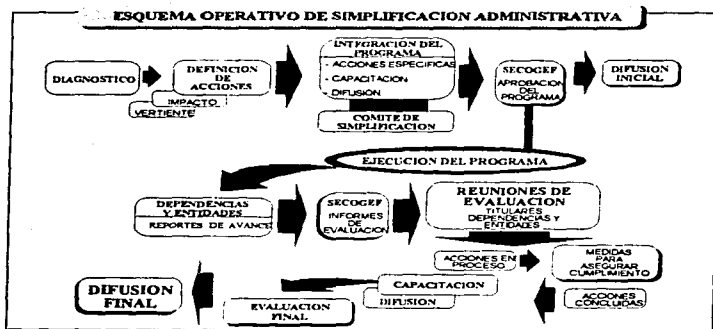 ESQUEMA OPERATIVO DE SIMPLIFICACION ADMINISTRATIVA
DIAGNOSTICO
DEFINICION
DE
ACCIONES
IMPACTO
VERTIENTE
INTEGRACION DEL
PROGRAMA
- ACCIONES ESPECIFICAS
- CAPACITACION
- DIFUSIÓN
COMITE DE
SIMPLIFICACION
SECOGEF
APROBACION
DEL
PROGRAMA
DIFUSION
INICIAL
EJECUCION DEL PROGRAMA
DEPENDENCIAS
Y ENTIDADES
REPORTES DE AVANCE
SECOGEF
INFORMES
DE
EVALUACION
REUNIONES DE
EVALUACION
TITULARES
DEPENDENCIAS Y
ENTIDADES
ACCIONES EN
PROCESO
MEDIDAS
PARA
ASEGURAR
CUMPLIMIENTO
ACCIONES
CONCLUIDAS
CAPACITACION
DIFUSION
EVALUACION
FINAL
DIFUSION
FINAL